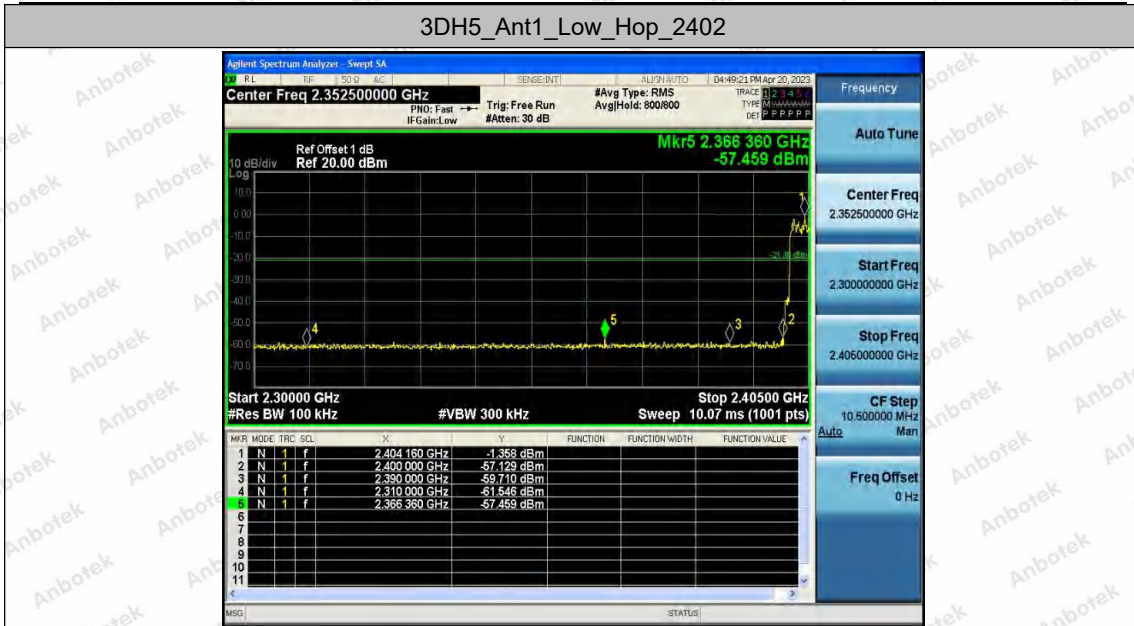 3DH5_Ant1_Low_Hop_2402
Agilent Spectrum Analyzer - Swept SA
RL RF 50 Ω AC SENSE:INT ALIGN AUTO 04:49:21 PM Apr 20, 2023
Center Freq 2.352500000 GHz
PNO: Fast
IFGain:Low
Trig: Free Run
#Atten: 30 dB
#Avg Type: RMS
Avg|Hold: 800/800
TRACE 1 2 3 4 5 6
TYPE M
DET P P P P P P
Frequency
Mkr5 2.366 360 GHz
-57.459 dBm
Ref Offset 1 dB
10 dB/div Ref 20.00 dBm
Log
10.0
0.00
-10.0
-20.0
-30.0
-40.0
-50.0
-60.0
-70.0
1
2
3
4
5
Start 2.30000 GHz Stop 2.40500 GHz
#Res BW 100 kHz #VBW 300 kHz Sweep 10.07 ms (1001 pts)
MKR MODE TRC SCL X Y FUNCTION FUNCTION WIDTH FUNCTION VALUE
1 N 1 f 2.404 160 GHz -1.358 dBm
2 N 1 f 2.400 000 GHz -57.129 dBm
3 N 1 f 2.390 000 GHz -59.710 dBm
4 N 1 f 2.310 000 GHz -61.546 dBm
5 N 1 f 2.366 360 GHz -57.459 dBm
6
7
8
9
10
11
MSG STATUS
Auto Tune
Center Freq
2.352500000 GHz
Start Freq
2.300000000 GHz
Stop Freq
2.405000000 GHz
CF Step
10.500000 MHz
Auto Man
Freq Offset
0 Hz
Anbotek